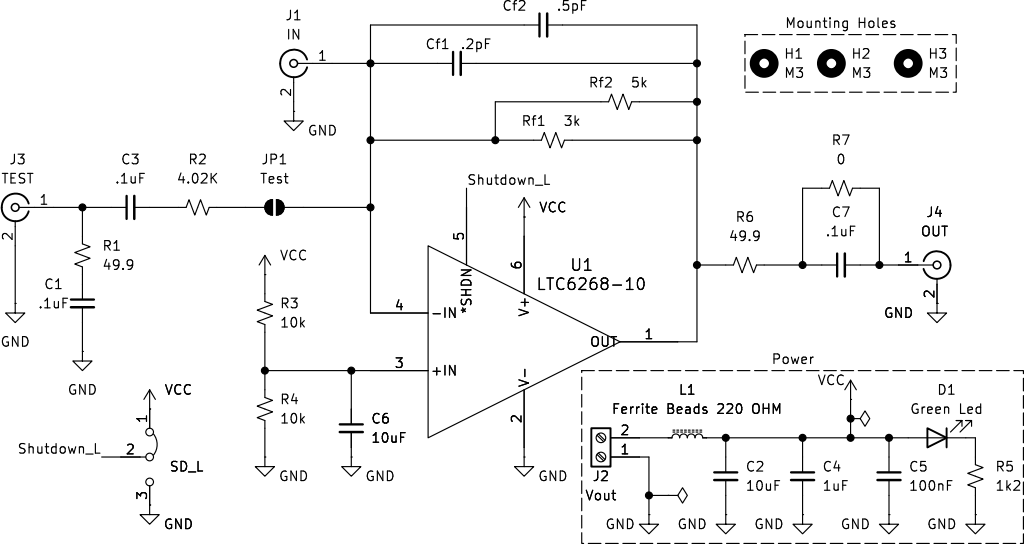 Cf2 .5pF
J1
IN
1
2
GND
Cf1 .2pF
Rf2 5k
Rf1 3k
Mounting Holes
H1
M3
H2
M3
H3
M3
J3
TEST
1
2
GND
C3
.1uF
R2
4.02K
JP1
Test
R1
49.9
C1
.1uF
GND
Shutdown_L
VCC
5
6
*SHDN
V+
U1
LTC6268-10
4
-IN
3
+IN
OUT
1
V-
2
GND
VCC
R3
10k
R4
10k
GND
C6
10uF
GND
R7
0
R6
49.9
C7
.1uF
J4
OUT
1
2
GND
VCC
1
Shutdown_L
2
SD_L
3
GND
Power
VCC
L1
Ferrite Beads 220 OHM
D1
Green Led
2
1
J2
Vout
GND
C2
10uF
GND
C4
1uF
GND
C5
100nF
GND
R5
1k2
GND